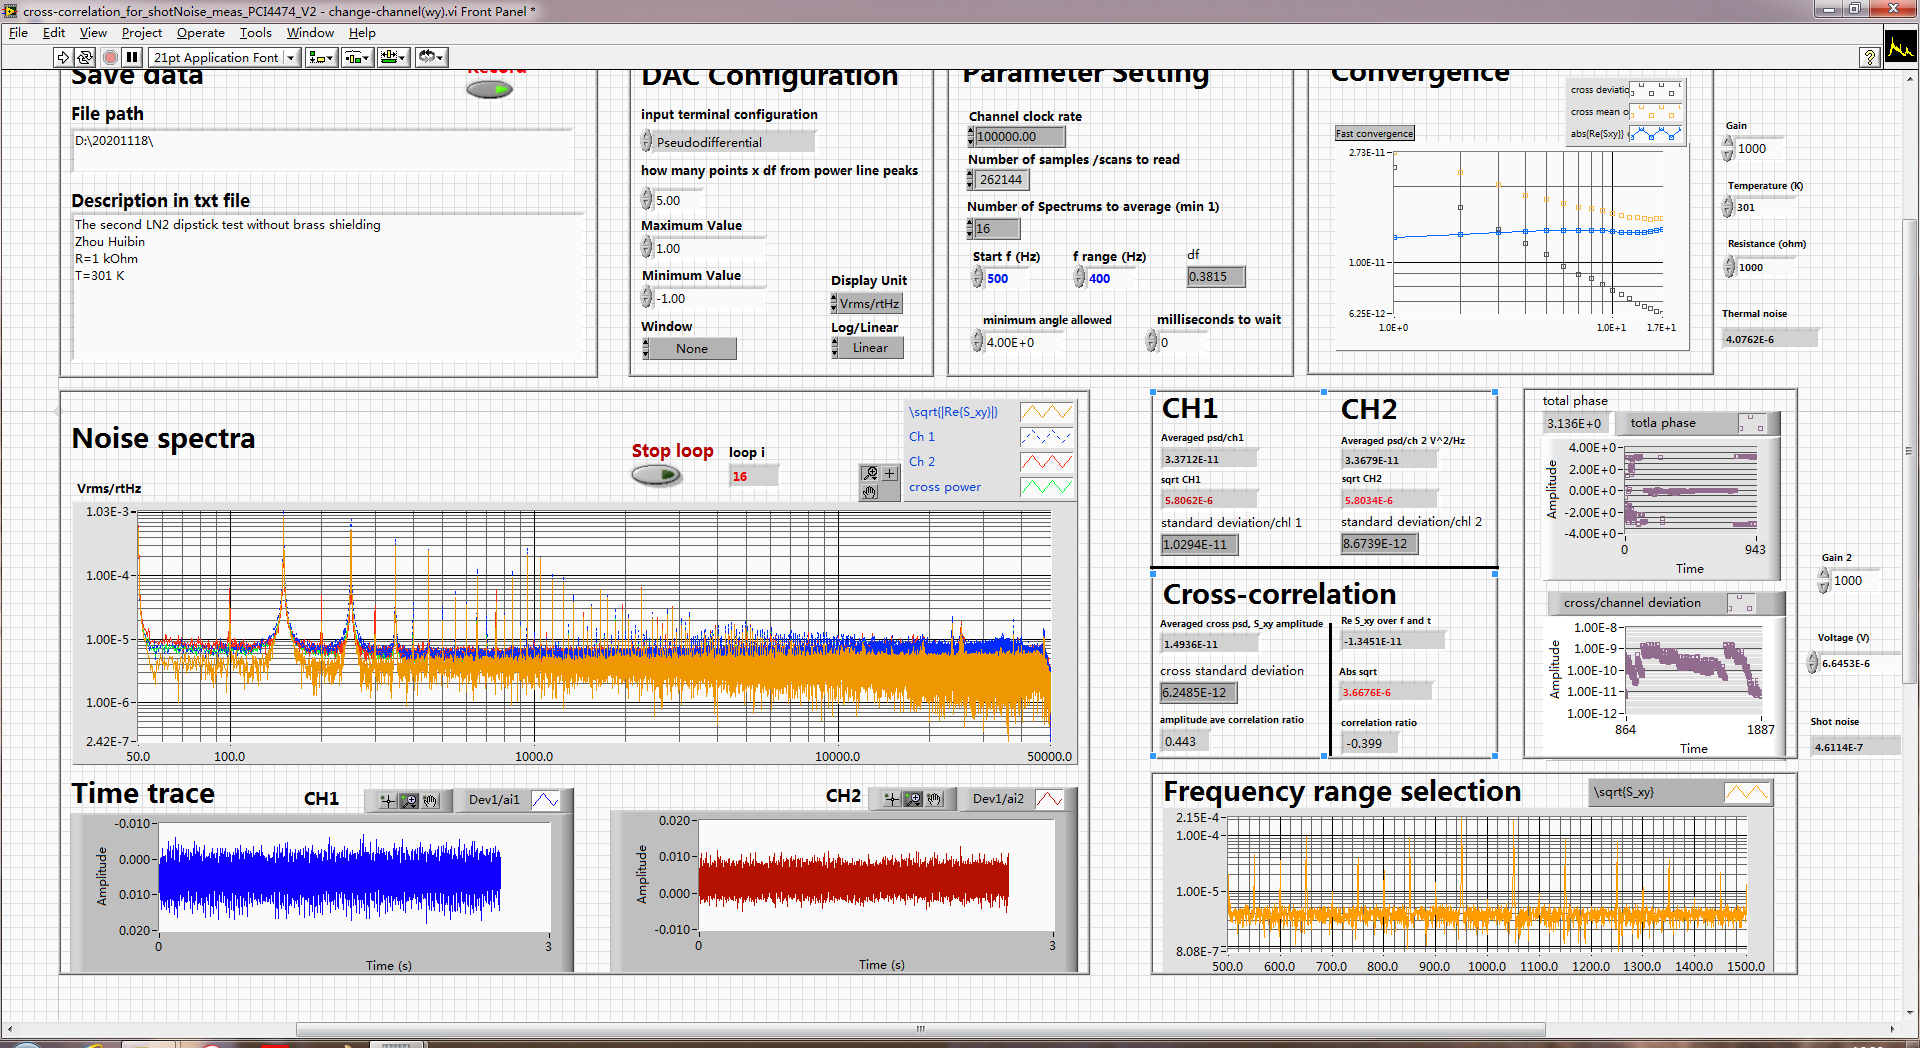 cross-correlation_for_shotNoise_meas_PCI4474_V2 - change-channel(wy).vi Front Panel *
File Edit View Project Operate Tools Window Help
21pt Application Font
Save data
Record
File path
D:\20201118\
Description in txt file
The second LN2 dipstick test without brass shielding
Zhou Huibin
R=1 kOhm
T=301 K
DAC Configuration
input terminal configuration
Pseudodifferential
how many points x df from power line peaks
5.00
Maximum Value
1.00
Minimum Value
-1.00
Display Unit
Vrms/rtHz
Window
None
Log/Linear
Linear
Parameter Setting
Channel clock rate
100000.00
Number of samples /scans to read
262144
Number of Spectrums to average (min 1)
16
Start f (Hz)
500
f range (Hz)
400
df
0.3815
minimum angle allowed
4.00E+0
milliseconds to wait
0
Convergence
cross deviatio
cross mean o
abs{Re{Sxy}}
Fast convergence
2.73E-11
1.00E-11
6.25E-12
1.0E+0 1.0E+1 1.7E+1
Gain
1000
Temperature (K)
301
Resistance (ohm)
1000
Thermal noise
4.0762E-6
Noise spectra
Stop loop
loop i
16
\sqrt{|Re{S_xy}|}
Ch 1
Ch 2
cross power
Vrms/rtHz
1.03E-3
1.00E-4
1.00E-5
1.00E-6
2.42E-7
50.0 100.0 1000.0 10000.0 50000.0
Time trace
CH1
Dev1/ai1
-0.010
0.000
0.010
0.020
Amplitude
0 3
Time (s)
CH2
Dev1/ai2
0.020
0.010
0.000
-0.010
Amplitude
0 3
Time (s)
CH1
Averaged psd/ch1
3.3712E-11
sqrt CH1
5.8062E-6
standard deviation/chl 1
1.0294E-11
CH2
Averaged psd/ch 2 V^2/Hz
3.3679E-11
sqrt CH2
5.8034E-6
standard deviation/chl 2
8.6739E-12
Cross-correlation
Averaged cross psd, S_xy amplitude
1.4936E-11
cross standard deviation
6.2485E-12
amplitude ave correlation ratio
0.443
Re S_xy over f and t
-1.3451E-11
Abs sqrt
3.6676E-6
correlation ratio
-0.399
total phase
3.136E+0
totla phase
4.00E+0
2.00E+0
0.00E+0
-2.00E+0
-4.00E+0
Amplitude
0 943
Time
cross/channel deviation
1.00E-8
1.00E-9
1.00E-10
1.00E-11
1.00E-12
Amplitude
864 1887
Time
Gain 2
1000
Voltage (V)
6.6453E-6
Shot noise
4.6114E-7
Frequency range selection
\sqrt{S_xy}
2.15E-4
1.00E-4
1.00E-5
8.08E-7
500.0 600.0 700.0 800.0 900.0 1000.0 1100.0 1200.0 1300.0 1400.0 1500.0